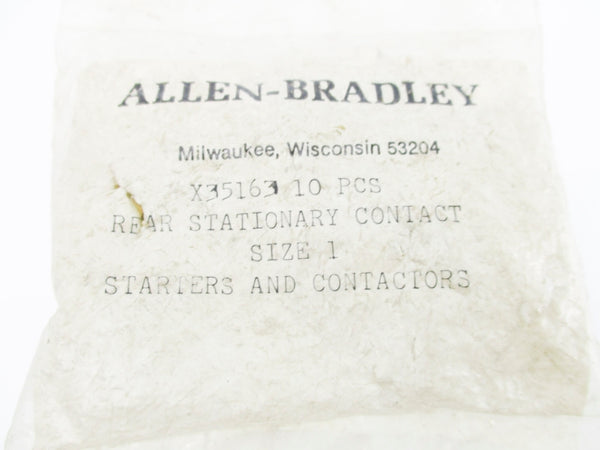 ALLEN-BRADLEY
Milwaukee, Wisconsin 53204
X35163 10 PCS
REAR STATIONARY CONTACT
SIZE 1
STARTERS AND CONTACTORS